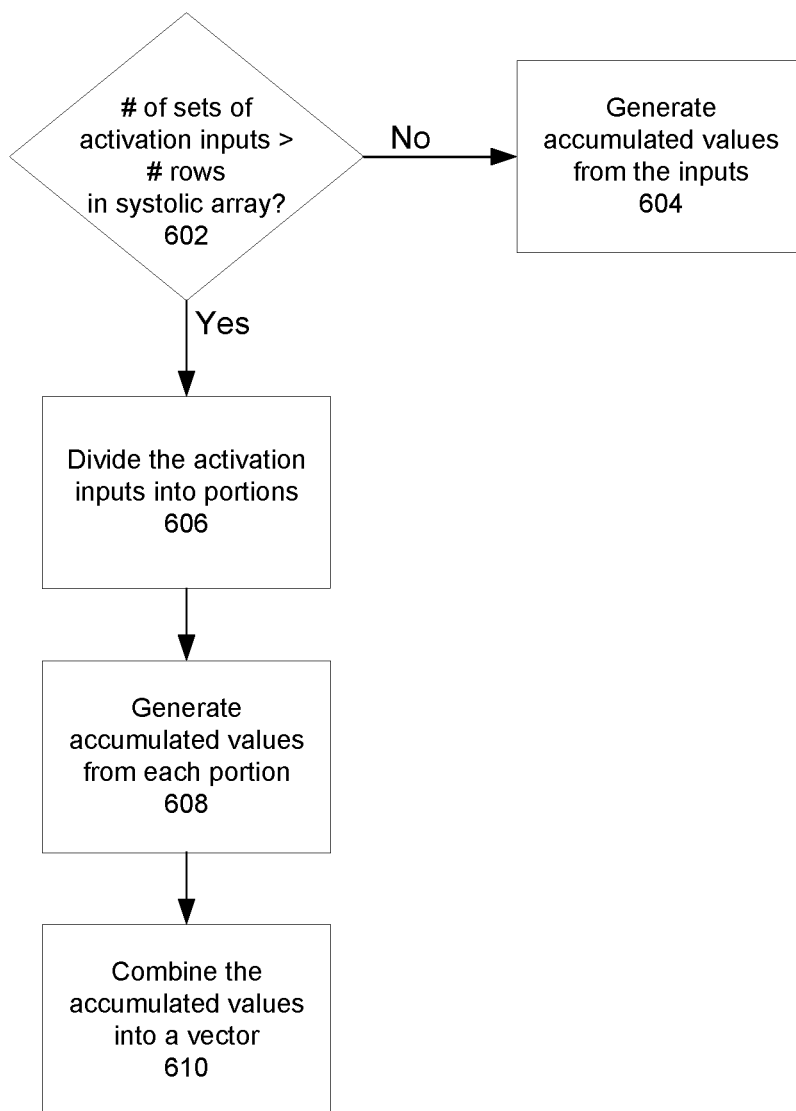 # of sets of
activation inputs >
# rows
in systolic array?
602
No
Generate
accumulated values
from the inputs
604
Yes
Divide the activation
inputs into portions
606
Generate
accumulated values
from each portion
608
Combine the
accumulated values
into a vector
610